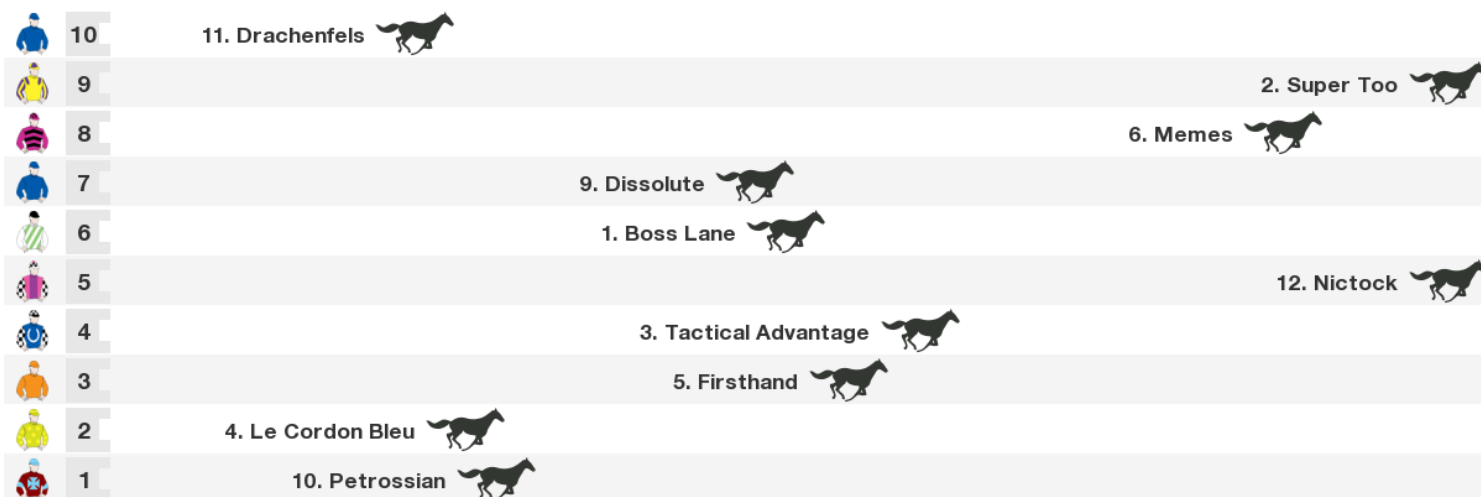 10 11. Drachenfels
9 2. Super Too
8 6. Memes
7 9. Dissolute
6 1. Boss Lane
5 12. Nictock
4 3. Tactical Advantage
3 5. Firsthand
2 4. Le Cordon Bleu
1 10. Petrossian